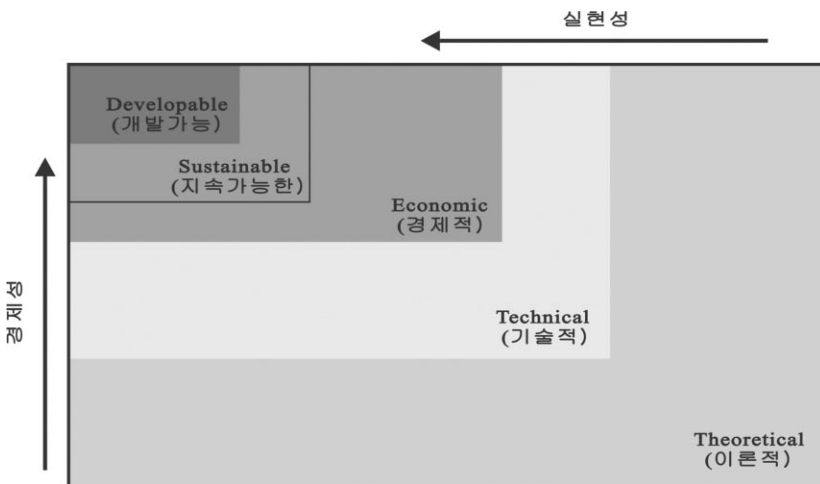 실현성
Developable
(개발가능)
Sustainable
(지속가능한)
Economic
(경제적)
경제성
Technical
(기술적)
Theoretical
(이론적)